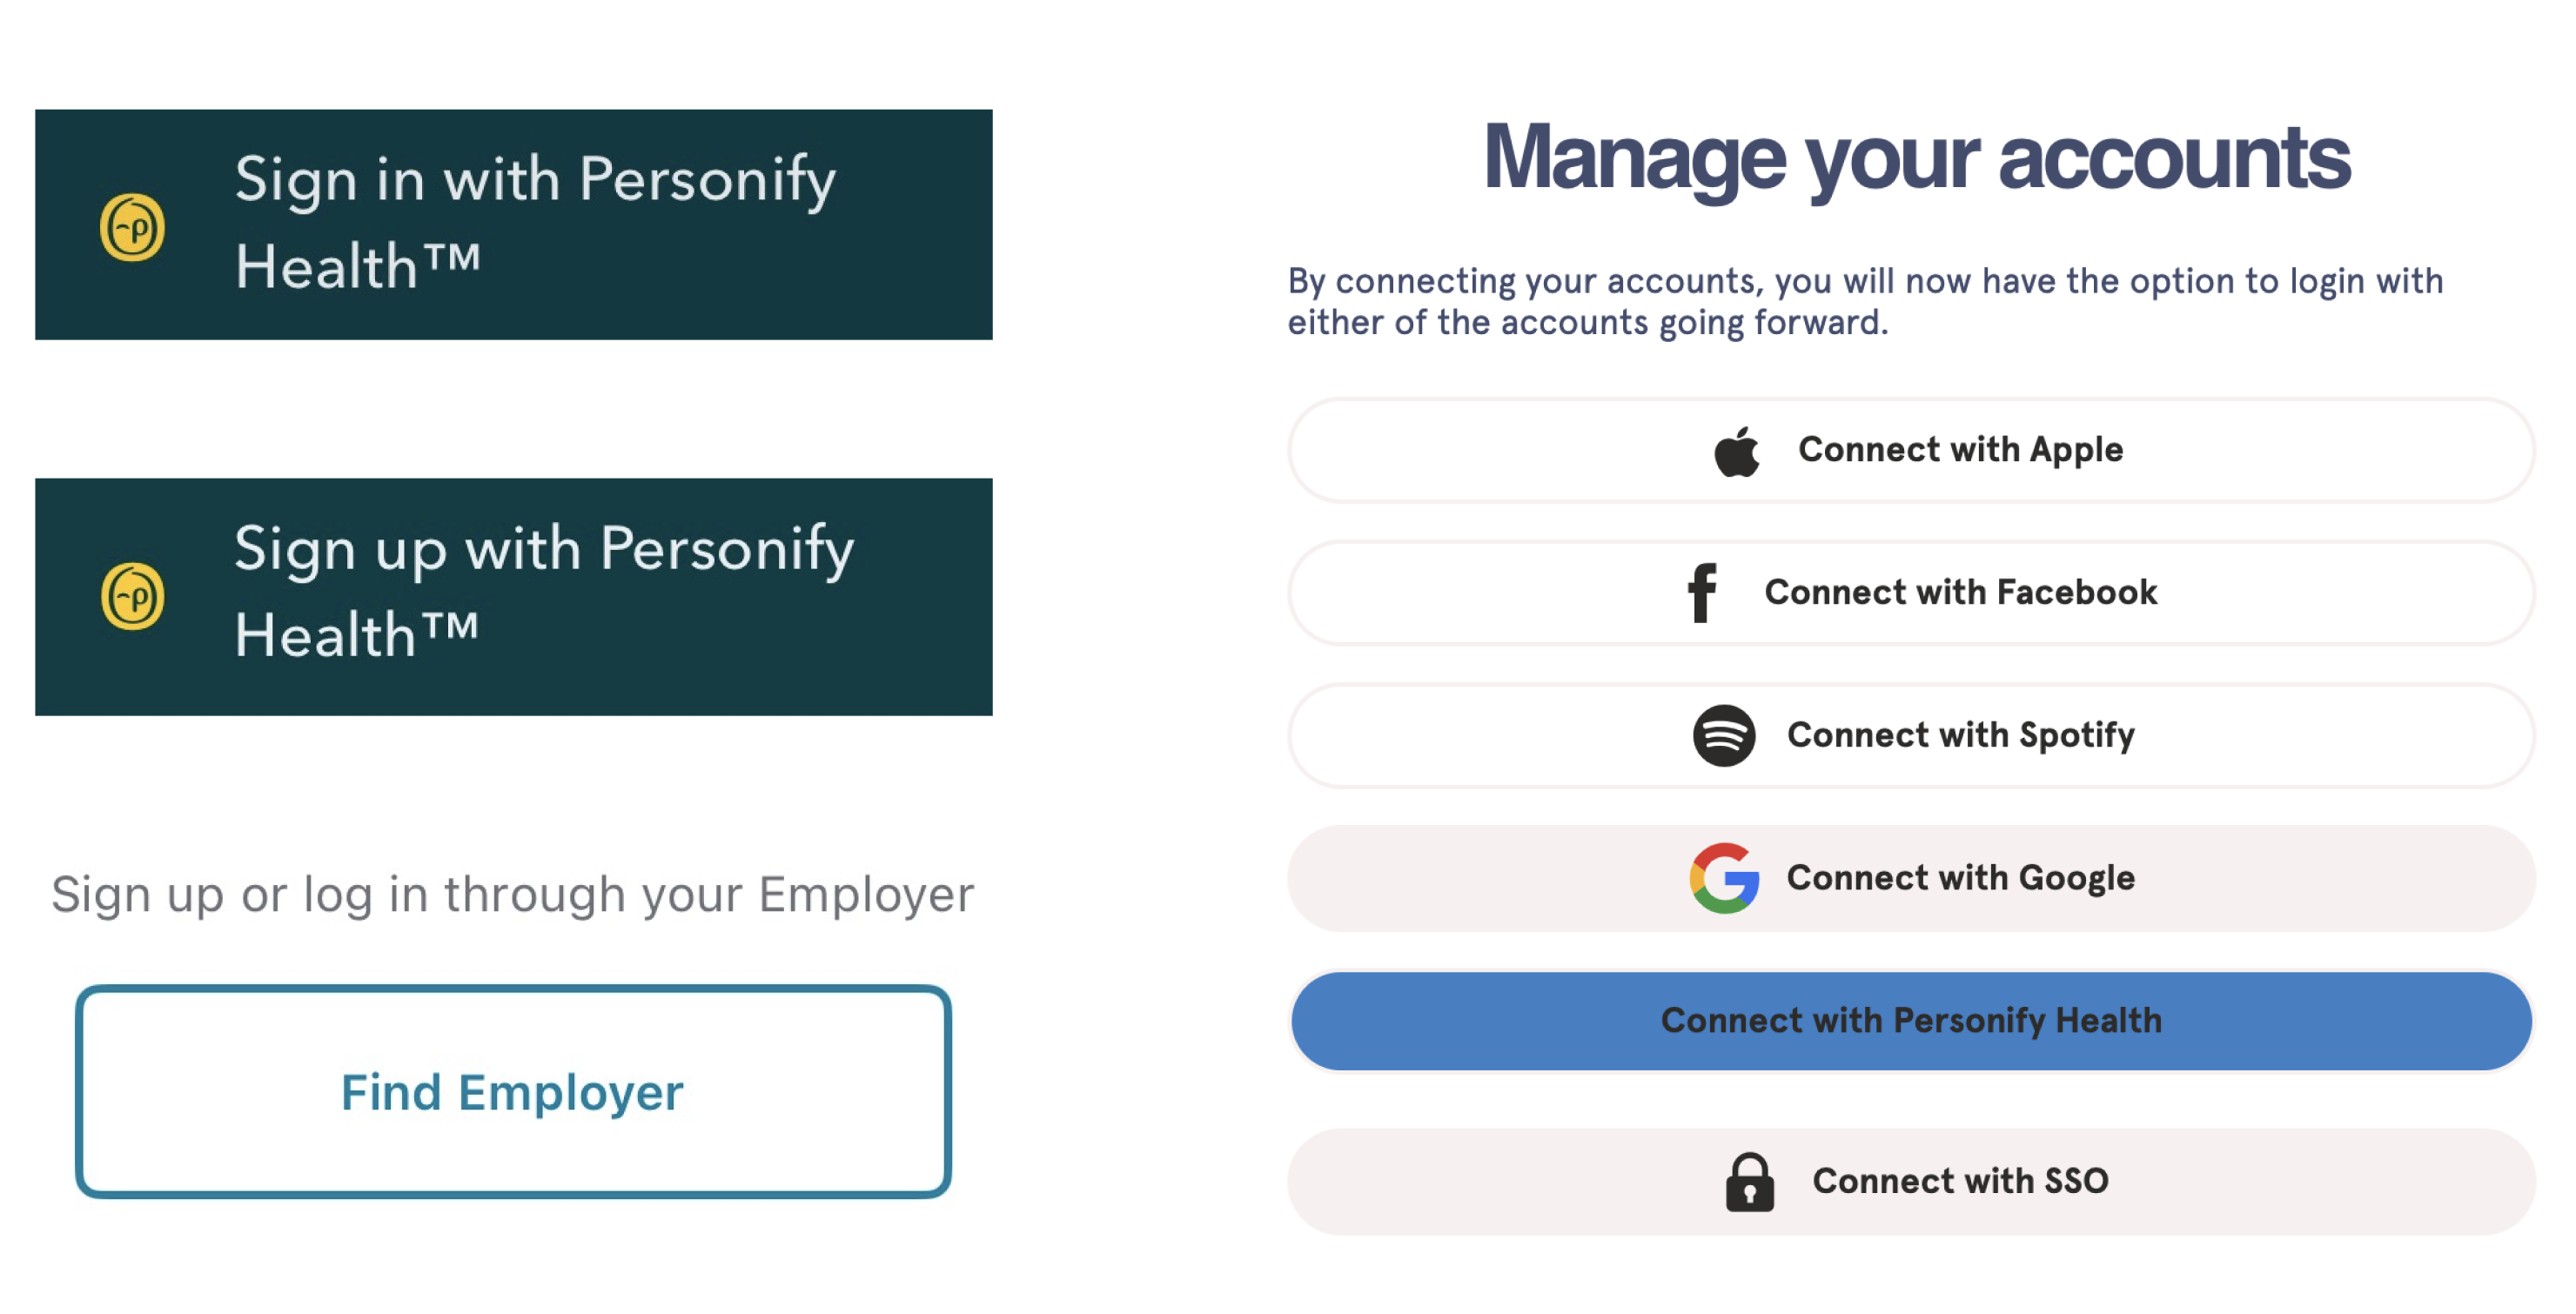 Sign in with Personify
Health™
Sign up with Personify
Health™
Sign up or log in through your Employer
Find Employer
Manage your accounts
By connecting your accounts, you will now have the option to login with
either of the accounts going forward.
Connect with Apple
Connect with Facebook
Connect with Spotify
Connect with Google
Connect with Personify Health
Connect with SSO